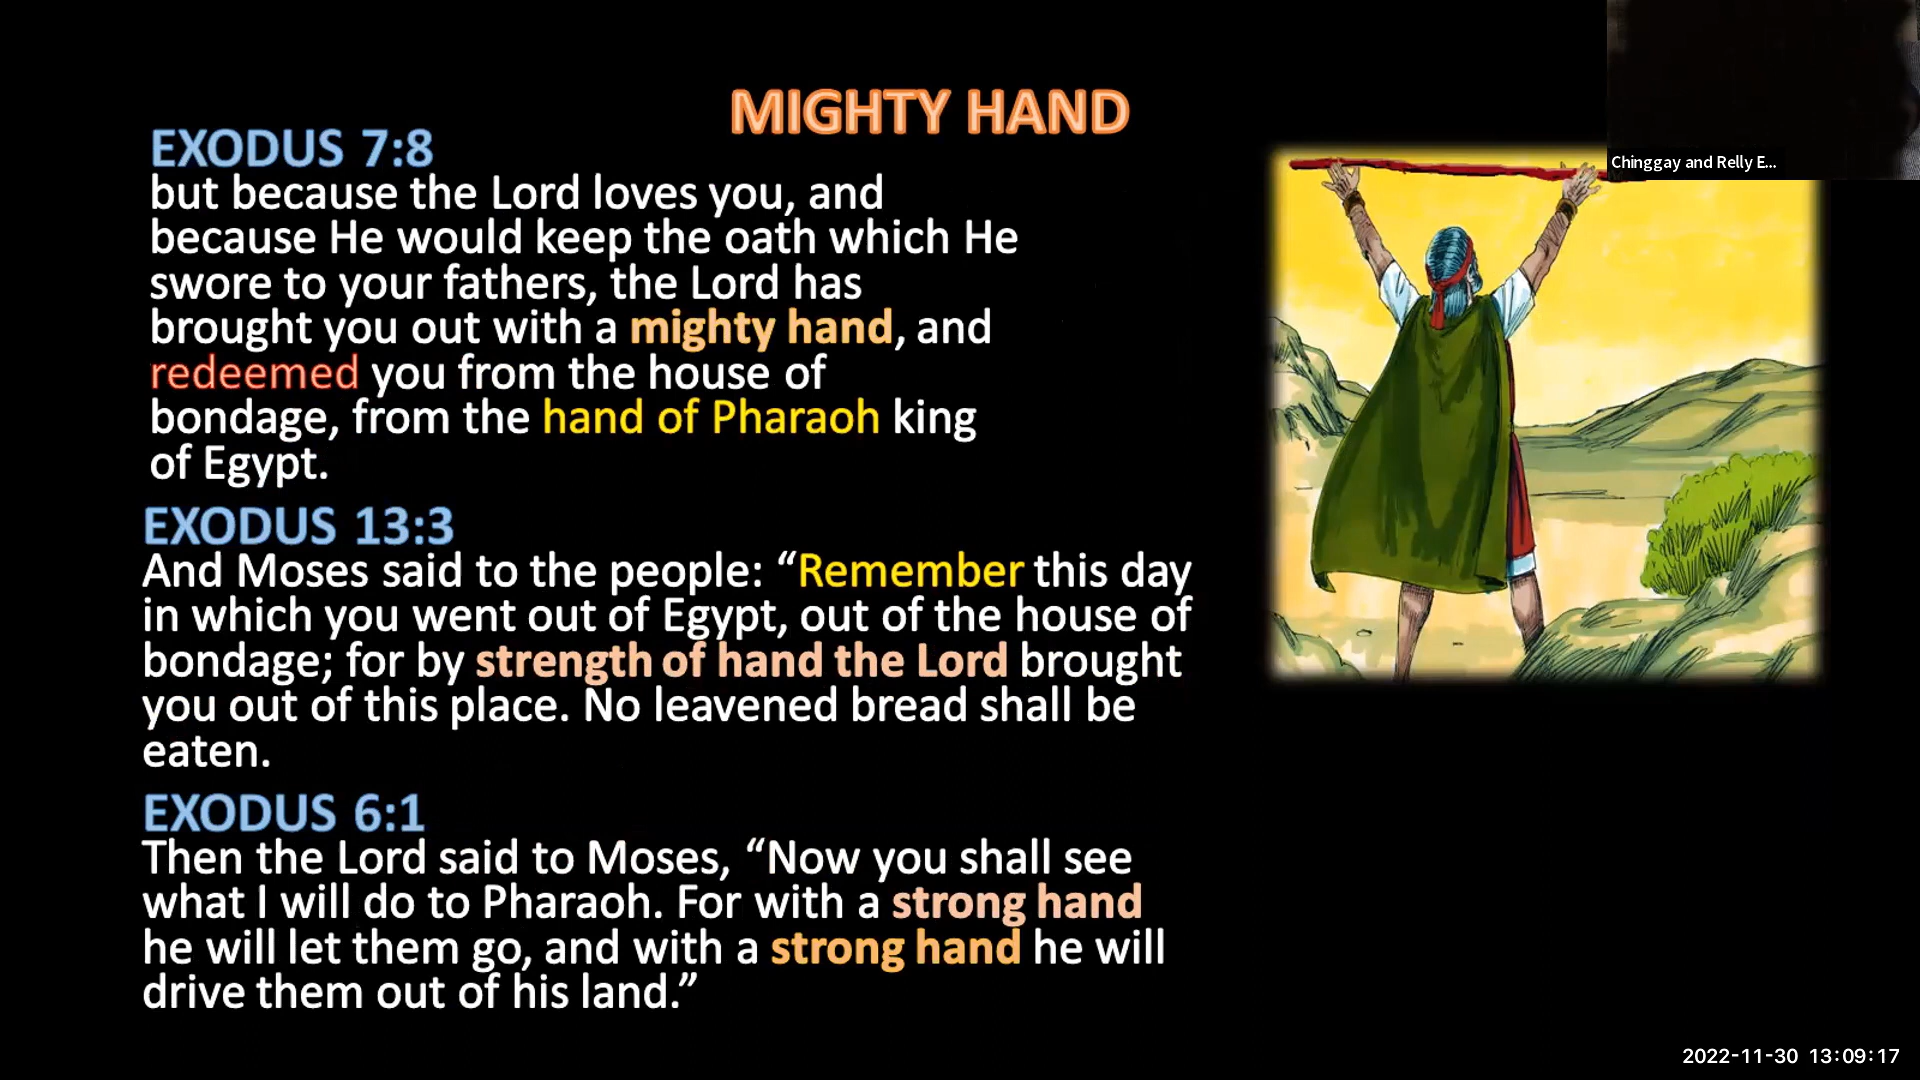 MIGHTY HAND
EXODUS 7:8
but because the Lord loves you, and
because He would keep the oath which He
swore to your fathers, the Lord has
brought you out with a mighty hand, and
redeemed you from the house of
bondage, from the hand of Pharaoh king
of Egypt.
EXODUS 13:3
And Moses said to the people: “Remember this day
in which you went out of Egypt, out of the house of
bondage; for by strength of hand the Lord brought
you out of this place. No leavened bread shall be
eaten.
EXODUS 6:1
Then the Lord said to Moses, “Now you shall see
what I will do to Pharaoh. For with a strong hand
he will let them go, and with a strong hand he will
drive them out of his land.”
Chinggay and Relly E...
2022-11-30 13:09:17